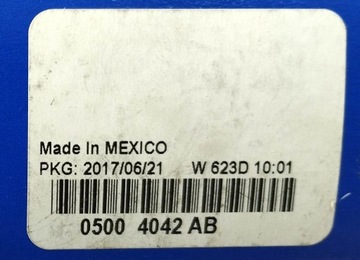 Made In MEXICO
PKG: 2017/06/21 W 623D 10:01
0500 4042 AB